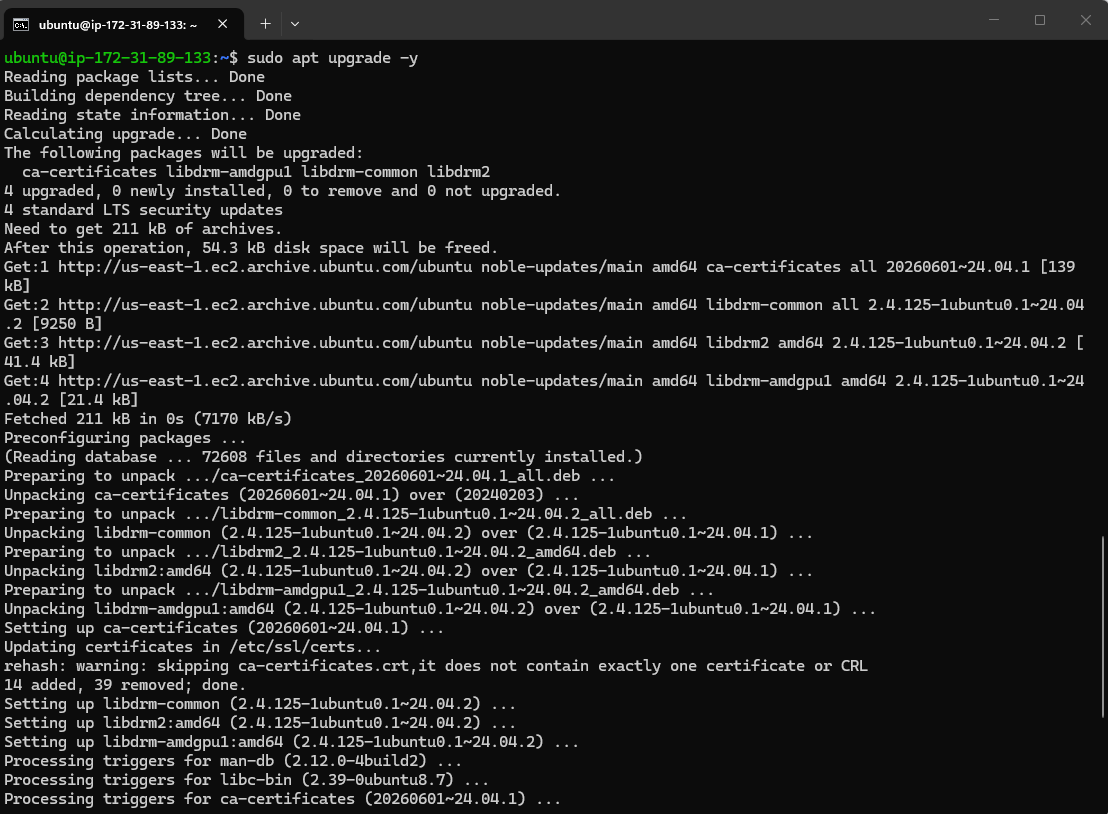 ubuntu@ip-172-31-89-133: ~
ubuntu@ip-172-31-89-133:~$ sudo apt upgrade -y
Reading package lists... Done
Building dependency tree... Done
Reading state information... Done
Calculating upgrade... Done
The following packages will be upgraded:
  ca-certificates libdrm-amdgpu1 libdrm-common libdrm2
4 upgraded, 0 newly installed, 0 to remove and 0 not upgraded.
4 standard LTS security updates
Need to get 211 kB of archives.
After this operation, 54.3 kB disk space will be freed.
Get:1 http://us-east-1.ec2.archive.ubuntu.com/ubuntu noble-updates/main amd64 ca-certificates all 20260601~24.04.1 [139
kB]
Get:2 http://us-east-1.ec2.archive.ubuntu.com/ubuntu noble-updates/main amd64 libdrm-common all 2.4.125-1ubuntu0.1~24.04
.2 [9250 B]
Get:3 http://us-east-1.ec2.archive.ubuntu.com/ubuntu noble-updates/main amd64 libdrm2 amd64 2.4.125-1ubuntu0.1~24.04.2 [
41.4 kB]
Get:4 http://us-east-1.ec2.archive.ubuntu.com/ubuntu noble-updates/main amd64 libdrm-amdgpu1 amd64 2.4.125-1ubuntu0.1~24
.04.2 [21.4 kB]
Fetched 211 kB in 0s (7170 kB/s)
Preconfiguring packages ...
(Reading database ... 72608 files and directories currently installed.)
Preparing to unpack .../ca-certificates_20260601~24.04.1_all.deb ...
Unpacking ca-certificates (20260601~24.04.1) over (20240203) ...
Preparing to unpack .../libdrm-common_2.4.125-1ubuntu0.1~24.04.2_all.deb ...
Unpacking libdrm-common (2.4.125-1ubuntu0.1~24.04.2) over (2.4.125-1ubuntu0.1~24.04.1) ...
Preparing to unpack .../libdrm2_2.4.125-1ubuntu0.1~24.04.2_amd64.deb ...
Unpacking libdrm2:amd64 (2.4.125-1ubuntu0.1~24.04.2) over (2.4.125-1ubuntu0.1~24.04.1) ...
Preparing to unpack .../libdrm-amdgpu1_2.4.125-1ubuntu0.1~24.04.2_amd64.deb ...
Unpacking libdrm-amdgpu1:amd64 (2.4.125-1ubuntu0.1~24.04.2) over (2.4.125-1ubuntu0.1~24.04.1) ...
Setting up ca-certificates (20260601~24.04.1) ...
Updating certificates in /etc/ssl/certs...
rehash: warning: skipping ca-certificates.crt,it does not contain exactly one certificate or CRL
14 added, 39 removed; done.
Setting up libdrm-common (2.4.125-1ubuntu0.1~24.04.2) ...
Setting up libdrm2:amd64 (2.4.125-1ubuntu0.1~24.04.2) ...
Setting up libdrm-amdgpu1:amd64 (2.4.125-1ubuntu0.1~24.04.2) ...
Processing triggers for man-db (2.12.0-4build2) ...
Processing triggers for libc-bin (2.39-0ubuntu8.7) ...
Processing triggers for ca-certificates (20260601~24.04.1) ...